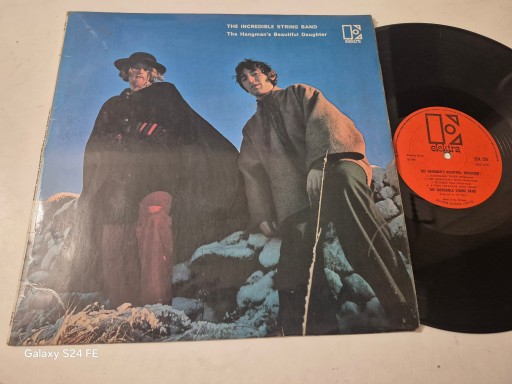 THE INCREDIBLE STRING BAND
The Hangman's Beautiful Daughter
elektra
elektra
THE HANGMAN'S BEAUTIFUL DAUGHTER
THE INCREDIBLE STRING BAND
Galaxy S24 FE